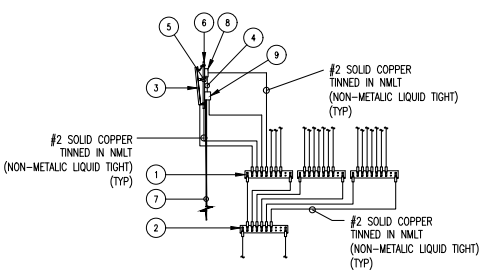 6
5
8
4
9
3
#2 SOLID COPPER
TINNED IN NMLT
(NON-METALIC LIQUID TIGHT)
(TYP)
#2 SOLID COPPER
TINNED IN NMLT
(NON-METALIC LIQUID TIGHT)
(TYP)
1
7
2
#2 SOLID COPPER
TINNED IN NMLT
(NON-METALIC LIQUID TIGHT)
(TYP)